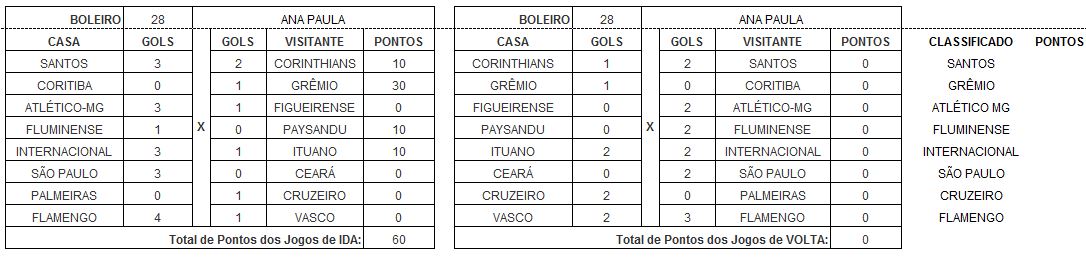 BOLEIRO 28 ANA PAULA BOLEIRO 28 ANA PAULA
CASA GOLS GOLS VISITANTE PONTOS CASA GOLS GOLS VISITANTE PONTOS CLASSIFICADO PONTOS
SANTOS 3 2 CORINTHIANS 10 CORINTHIANS 1 2 SANTOS 0 SANTOS
CORITIBA 0 1 GRÊMIO 30 GRÊMIO 1 0 CORITIBA 0 GRÊMIO
ATLÉTICO-MG 3 1 FIGUEIRENSE 0 FIGUEIRENSE 0 2 ATLÉTICO-MG 0 ATLÉTICO MG
FLUMINENSE 1 X 0 PAYSANDU 10 PAYSANDU 0 X 2 FLUMINENSE 0 FLUMINENSE
INTERNACIONAL 3 1 ITUANO 10 ITUANO 2 2 INTERNACIONAL 0 INTERNACIONAL
SÃO PAULO 3 0 CEARÁ 0 CEARÁ 0 2 SÃO PAULO 0 SÃO PAULO
PALMEIRAS 0 1 CRUZEIRO 0 CRUZEIRO 2 0 PALMEIRAS 0 CRUZEIRO
FLAMENGO 4 1 VASCO 0 VASCO 2 3 FLAMENGO 0 FLAMENGO
Total de Pontos dos Jogos de IDA: 60 Total de Pontos dos Jogos de VOLTA: 0